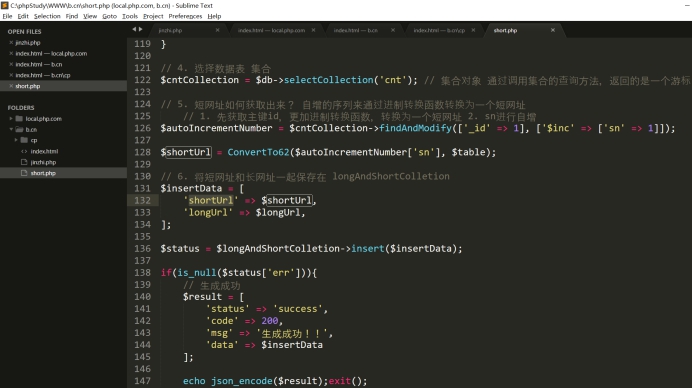 C:\phpStudy\WWW\b.cn\short.php (local.php.com, b.cn) - Sublime Text
File Edit Selection Find View Goto Tools Project Preferences Help
OPEN FILES
× jinzhi.php
× index.html — local.php.com
× index.html — b.cn
× index.html — b.cn\cp
× short.php
FOLDERS
local.php.com
b.cn
cp
<> index.html
jinzhi.php
short.php
jinzhi.php × index.html — local.php.com × index.html — b.cn × index.html — b.cn\cp × short.php ×
119 }
120
121 // 4. 选择数据表 集合
122 $cntCollection = $db->selectCollection('cnt'); // 集合对象 通过调用集合的查询方法，返回的是一个游标
123
124 // 5. 短网址如何获取出来？ 自增的序列来通过进制转换函数转换为一个短网址
125 // 1. 先获取主键id, 更加进制转换函数, 转换为一个短网址 2. sn进行自增
126 $autoIncrementNumber = $cntCollection->findAndModify(['_id' => 1], ['$inc' => ['sn' => 1]]);
127
128 $shortUrl = ConvertTo62($autoIncrementNumber['sn'], $table);
129
130 // 6. 将短网址和长网址一起保存在 longAndShortColletion
131 $insertData = [
132 'shortUrl' => $shortUrl,
133 'longUrl' => $longUrl,
134 ];
135
136 $status = $longAndShortColletion->insert($insertData);
137
138 if(is_null($status['err'])){
139 // 生成成功
140 $result = [
141 'status' => 'success',
142 'code' => 200,
143 'msg' => '生成成功！！',
144 'data' => $insertData
145 ];
146
147 echo json_encode($result);exit();